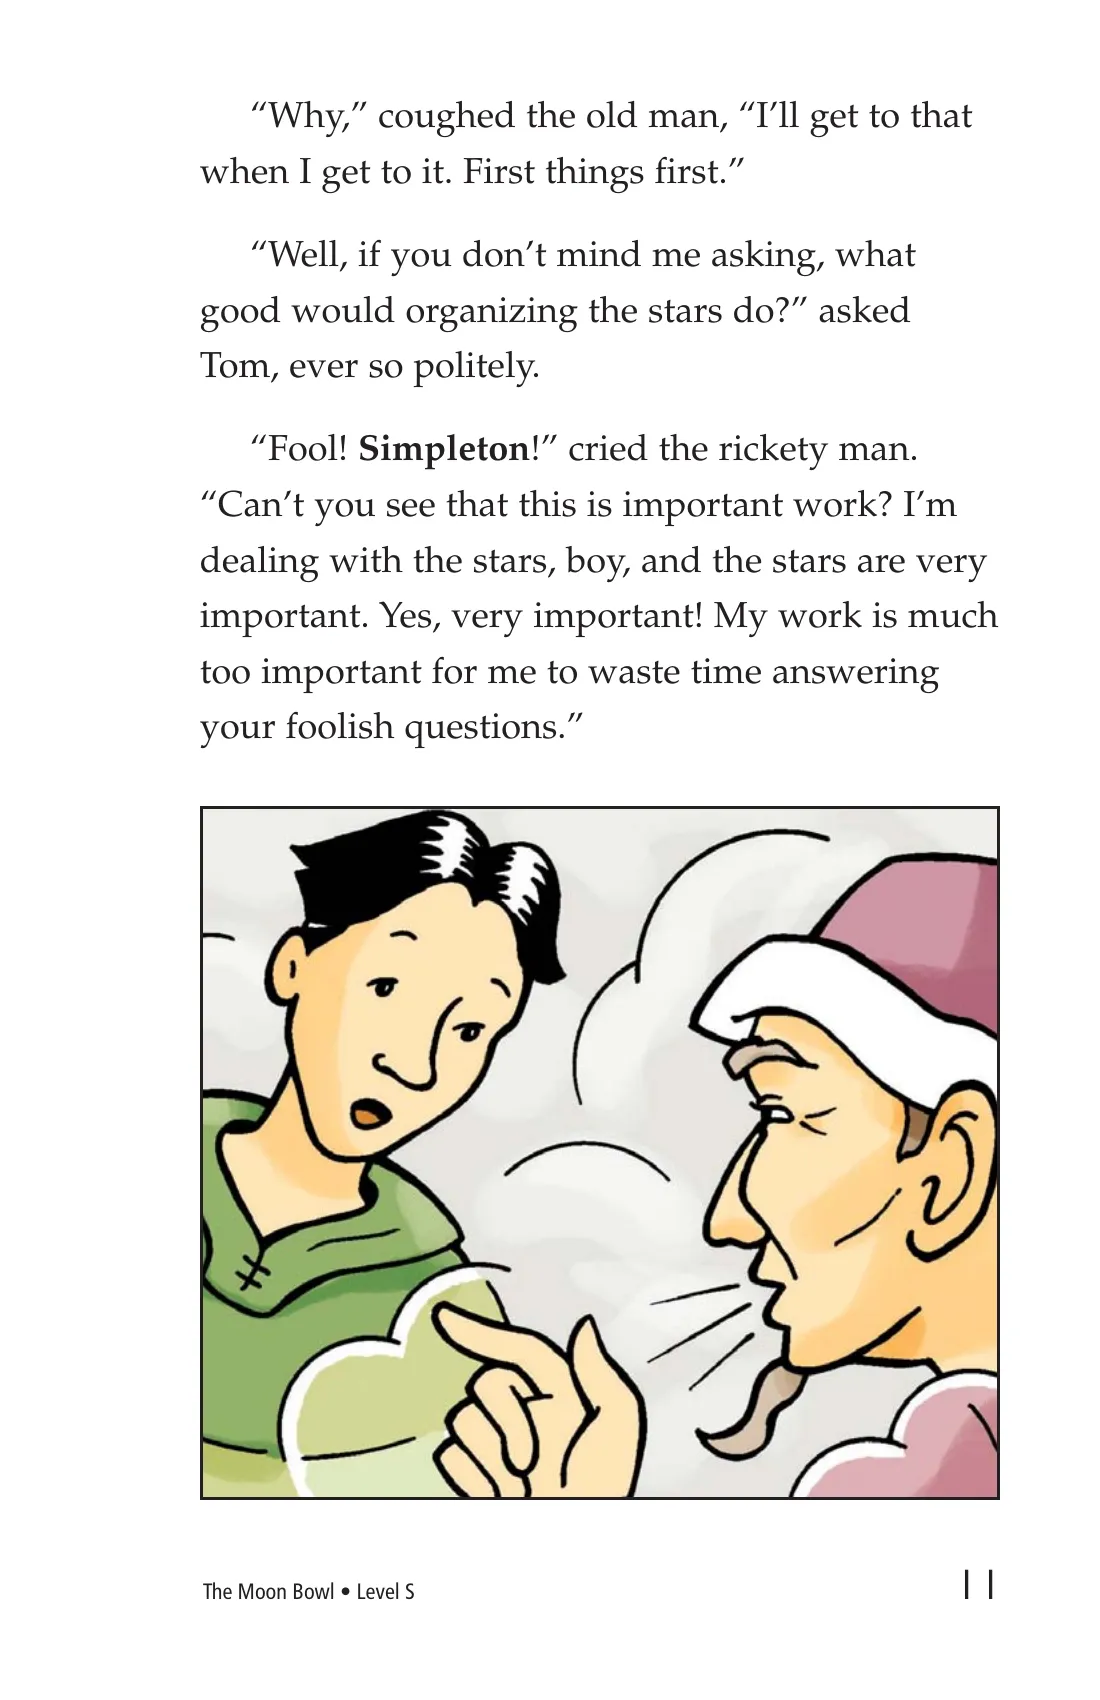 “Why,” coughed the old man, “I’ll get to that
when I get to it. First things first.”
“Well, if you don’t mind me asking, what
good would organizing the stars do?” asked
Tom, ever so politely.
“Fool! Simpleton!” cried the rickety man.
“Can’t you see that this is important work? I’m
dealing with the stars, boy, and the stars are very
important. Yes, very important! My work is much
too important for me to waste time answering
your foolish questions.”
The Moon Bowl • Level S
11